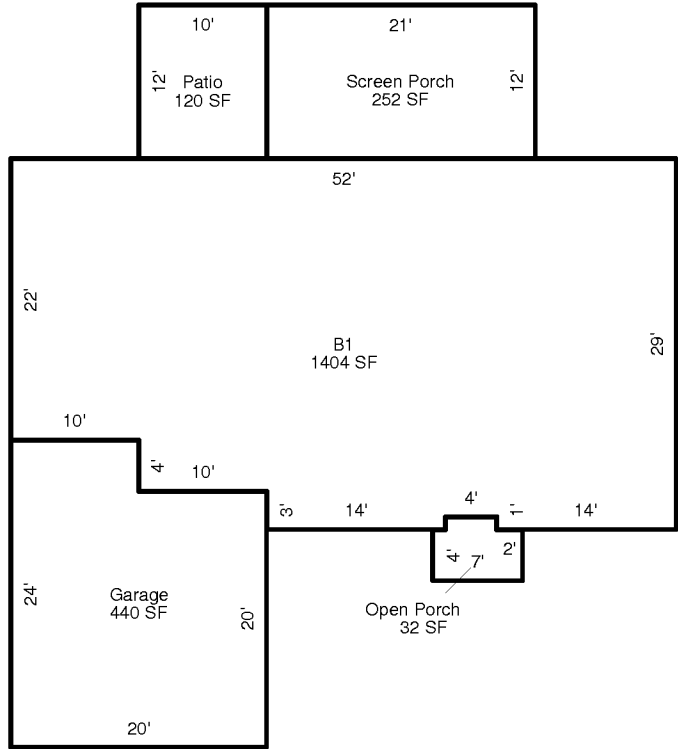 10'
21'
12'
Patio
120 SF
Screen Porch
252 SF
12'
52'
22'
B1
1404 SF
29'
10'
4'
10'
3'
14'
4'
1'
14'
4'
7'
2'
24'
Garage
440 SF
20'
Open Porch
32 SF
20'